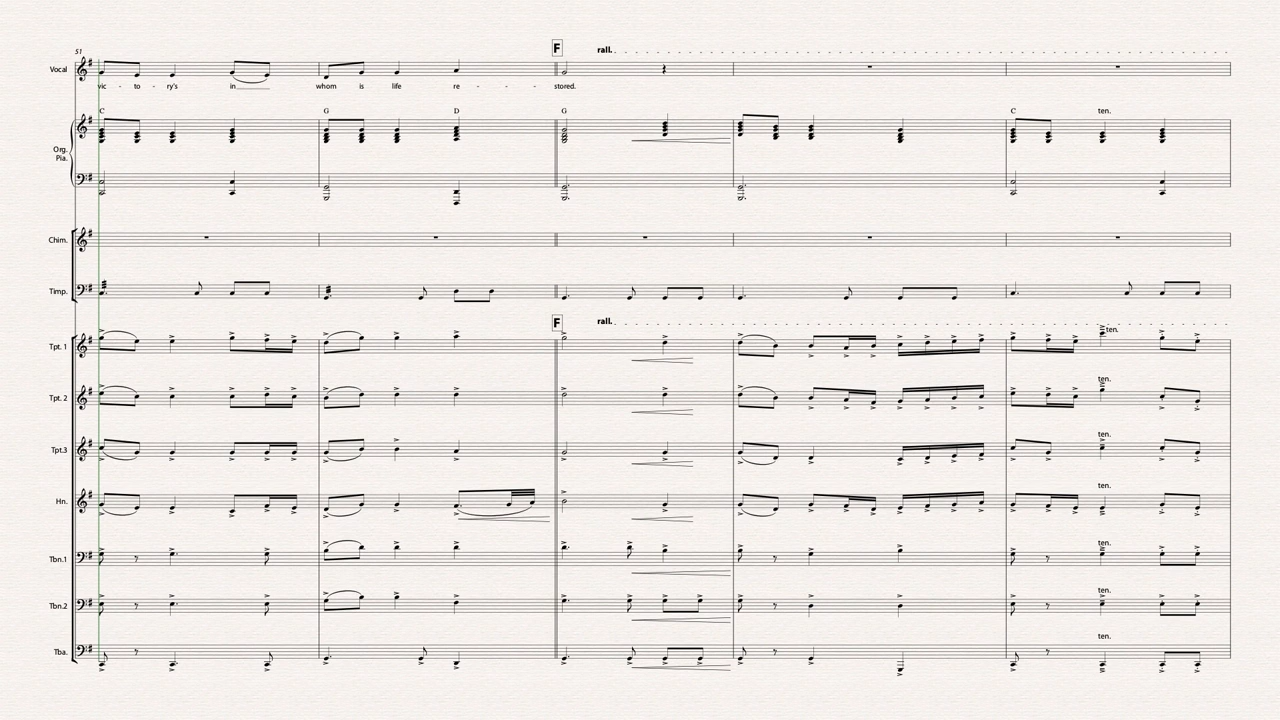 51
F rall.
Vocal
vic - to - ry's in____ whom is life re - - - stored.
C G D G C ten.
Org.
Pia.
Chim.
Timp.
F rall.
ten.
Tpt. 1
ten.
Tpt. 2
ten.
Tpt.3
ten.
Hn.
ten.
Tbn.1
ten.
Tbn.2
ten.
Tba.